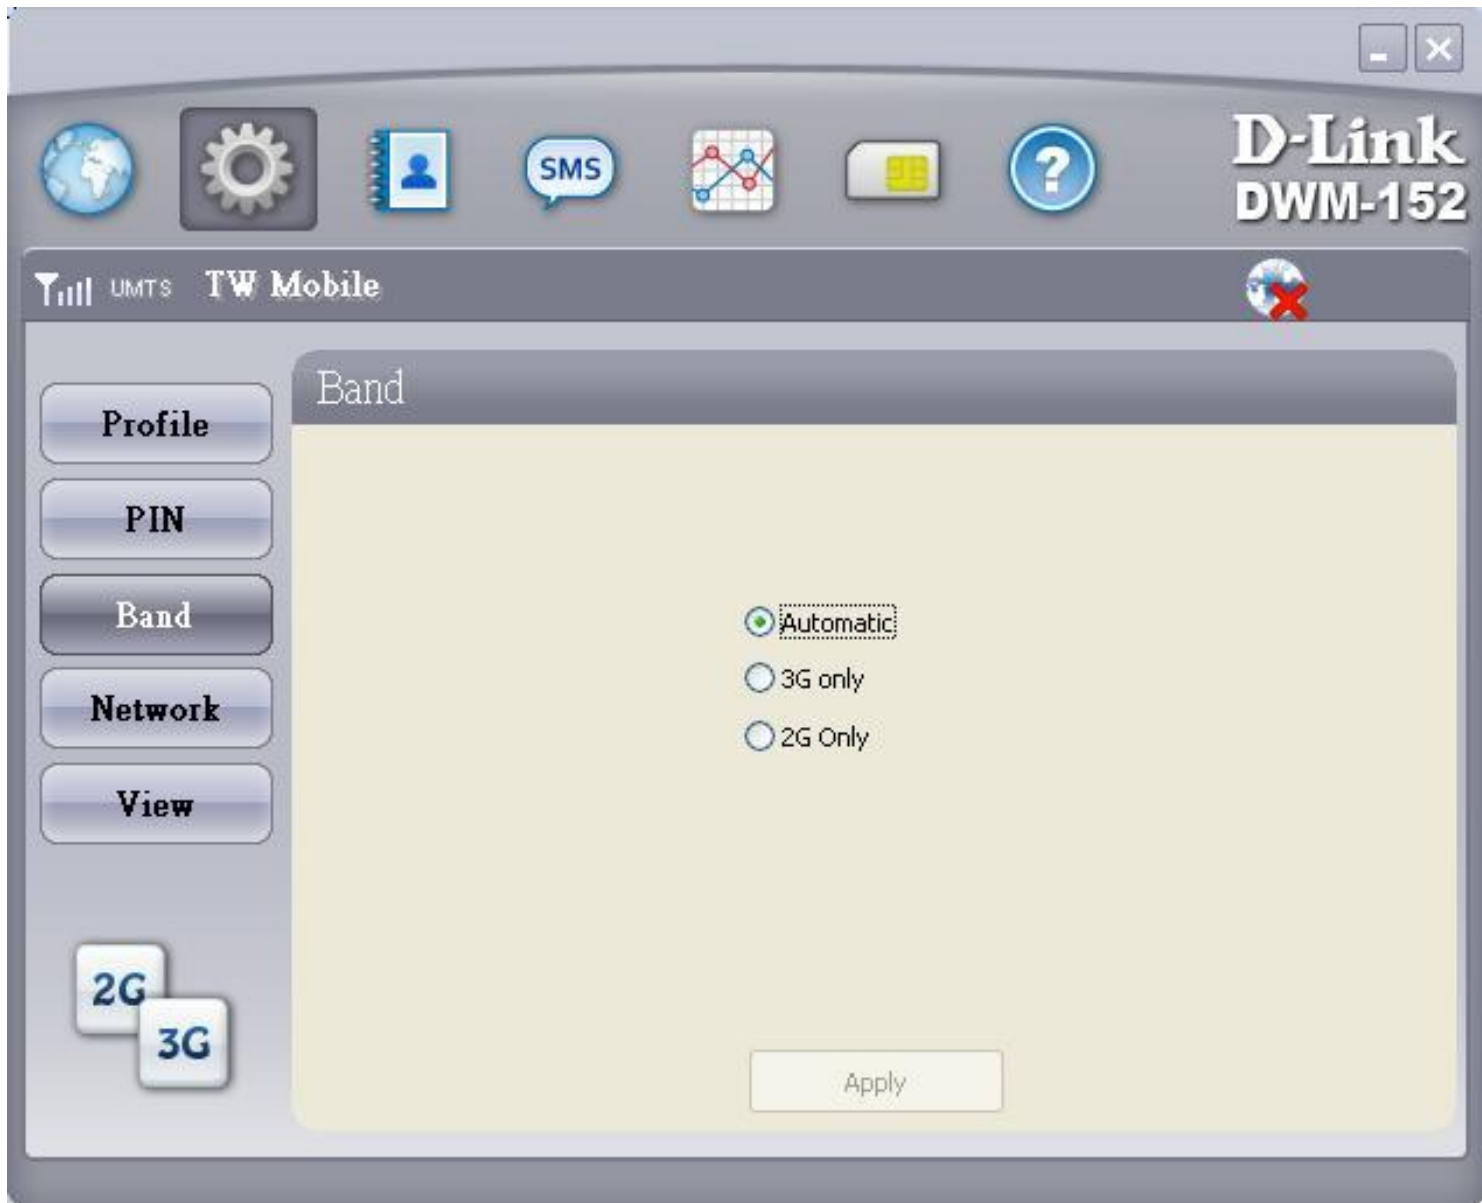 SMS
D-Link
DWM-152
UMTS TW Mobile
Band
Profile
PIN
Band
Network
View
Automatic
3G only
2G Only
2G
3G
Apply